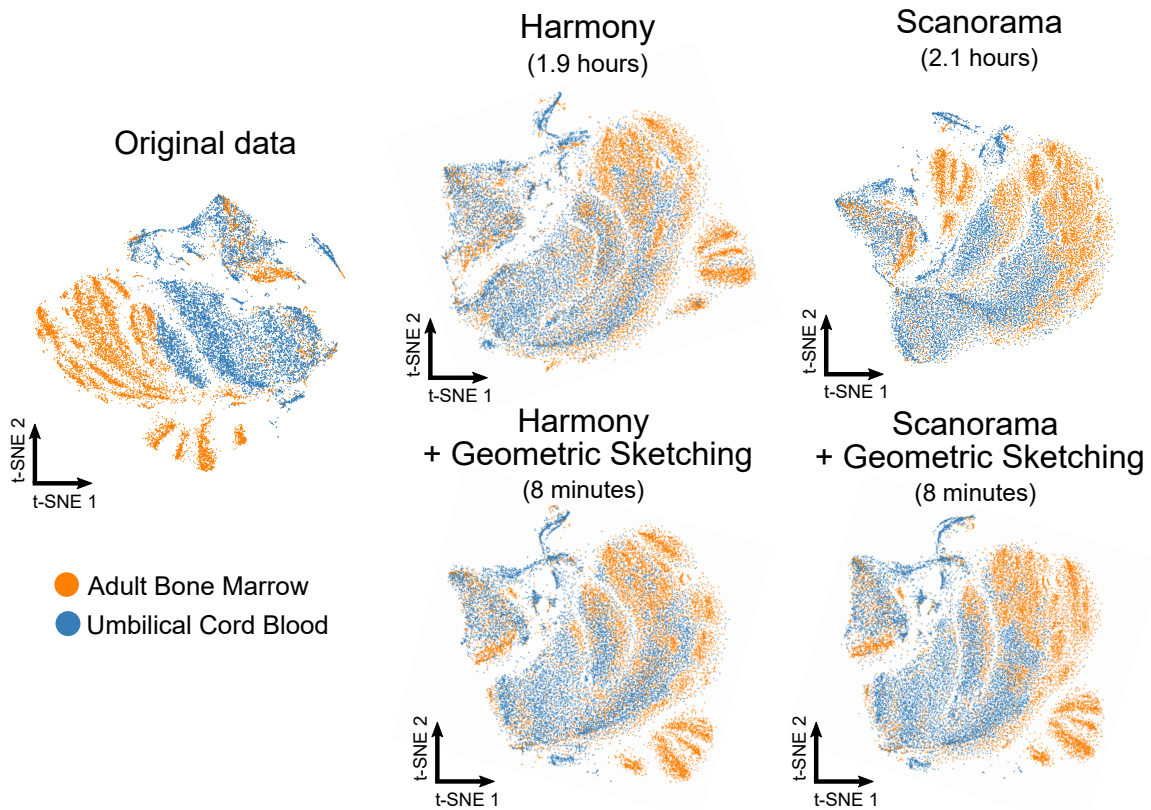 Original data
t-SNE 2
t-SNE 1
Adult Bone Marrow
Umbilical Cord Blood
Harmony
(1.9 hours)
t-SNE 2
t-SNE 1
Scanorama
(2.1 hours)
t-SNE 2
t-SNE 1
Harmony
+ Geometric Sketching
(8 minutes)
t-SNE 2
t-SNE 1
Scanorama
+ Geometric Sketching
(8 minutes)
t-SNE 2
t-SNE 1